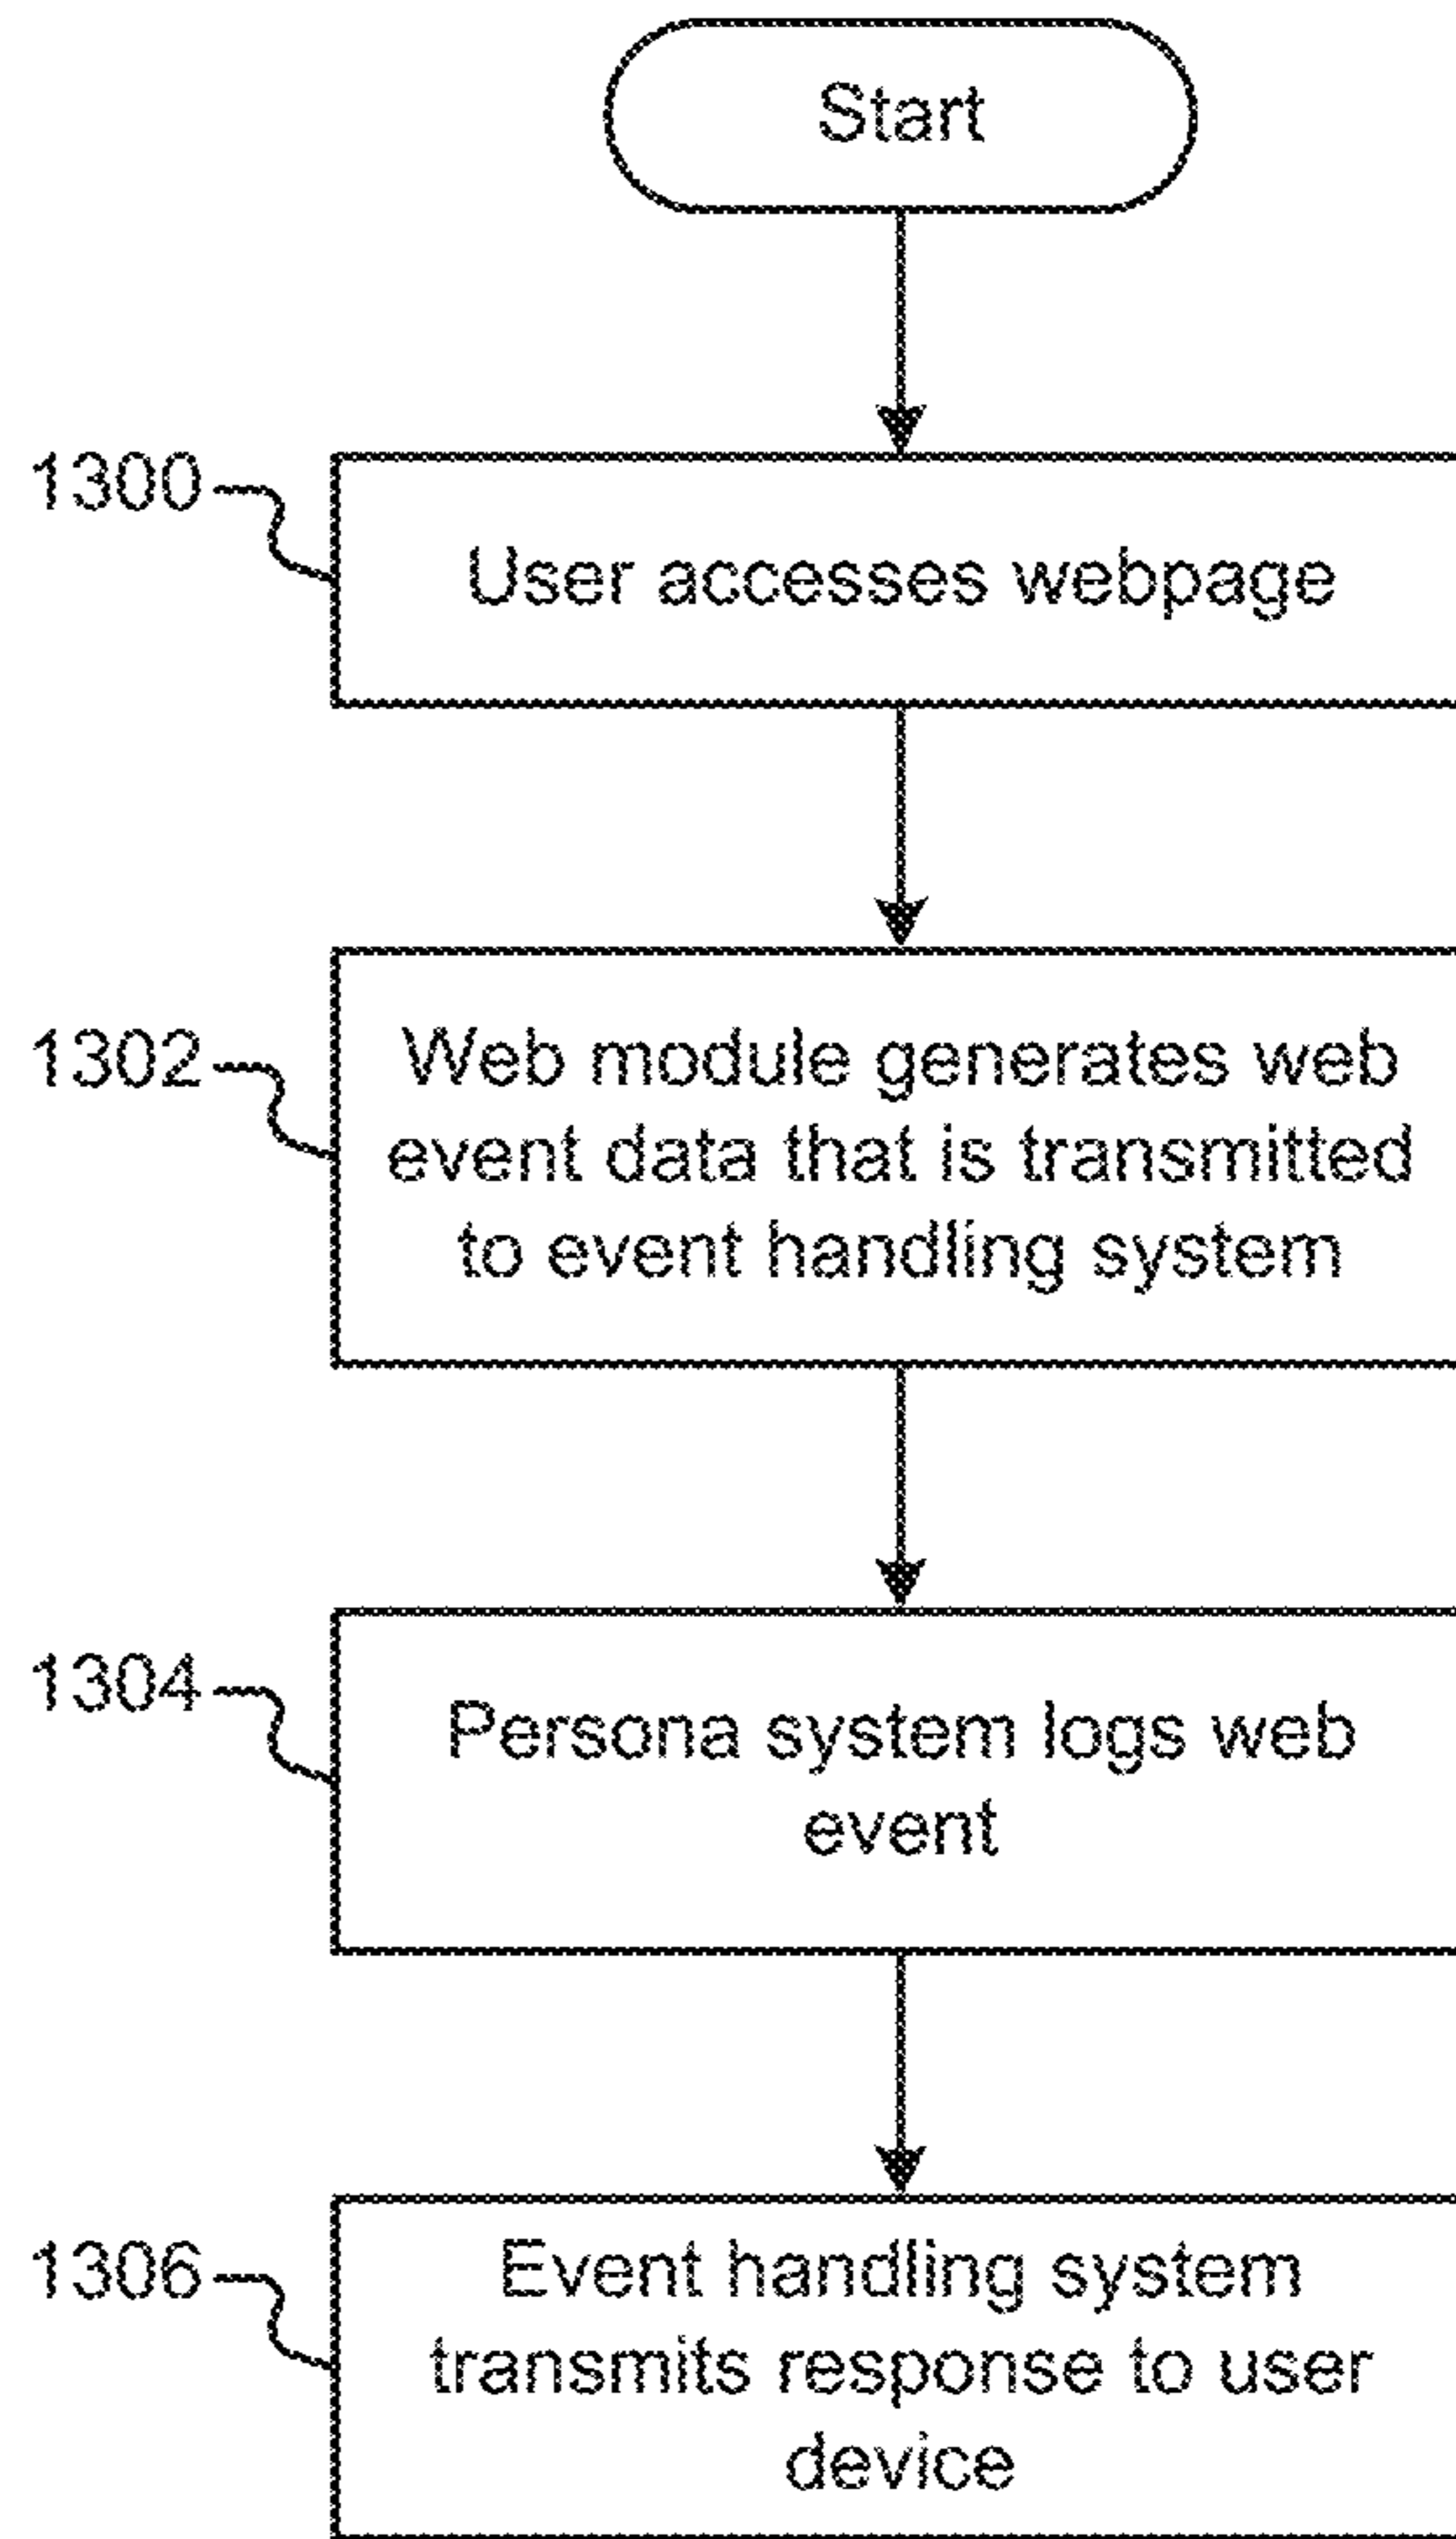 Start
1300
User accesses webpage
1302
Web module generates web
event data that is transmitted
to event handling system
1304
Persona system logs web
event
1306
Event handling system
transmits response to user
device